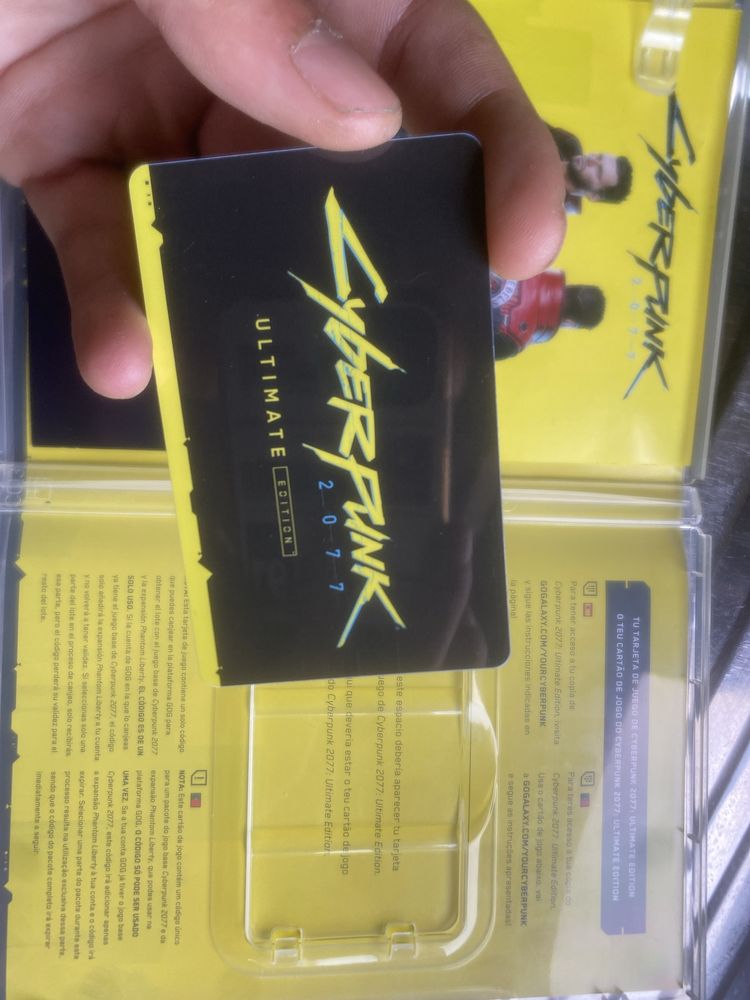 CYBERPUNK
2077
ULTIMATE EDITION
CYBERPUNK
2077
TU TARJETA DE JUEGO DE CYBERPUNK 2077: ULTIMATE EDITION
O TEU CARTÃO DE JOGO DO CYBERPUNK 2077: ULTIMATE EDITION
Para tener acceso a tu copia de
Cyberpunk 2077: Ultimate Edition, ¡visita
GOGALAXY.COM/YOURCYBERPUNK
y sigue las instrucciones indicadas en
la página!
Para teres acesso à tua cópia do
Cyberpunk 2077: Ultimate Edition,
Usa o cartão de jogo abaixo, vai
a GOGALAXY.COM/YOURCYBERPUNK
e segue as instruções apresentadas!
este espacio debería aparecer tu tarjeta
juego de Cyberpunk 2077: Ultimate Edition.
ui que deveria estar o teu cartão de jogo
do Cyberpunk 2077: Ultimate Edition.
Esta tarjeta de juego contiene un solo código
que puedes canjear en la plataforma GOG para
obtener el lote con el juego base de Cyberpunk 2077
y la expansión Phantom Liberty. EL CÓDIGO ES DE UN
SOLO USO. Si la cuenta de GOG en la que lo canjeas
ya tiene el juego base de Cyberpunk 2077, el código
solo añadirá la expansión Phantom Liberty a tu cuenta
y no volverá a tener validez. Si seleccionas solo una
parte del lote en el proceso de canjeo, solo recibirás
esa parte, pero el código perderá su validez para el
resto del lote.
NOTA: Este cartão de jogo contém um código único
para um pacote do jogo base Cyberpunk 2077 e da
expansão Phantom Liberty, que podes usar na
plataforma GOG. O CÓDIGO SÓ PODE SER USADO
UMA VEZ. Se a tua conta GOG já tiver o jogo base
Cyberpunk 2077, este código irá adicionar apenas
a expansão Phantom Liberty à tua conta e o código irá
expirar. Selecionar uma parte do pacote durante este
processo resulta na utilização exclusiva dessa parte,
sendo que o código do pacote completo irá expirar
imediatamente a seguir.